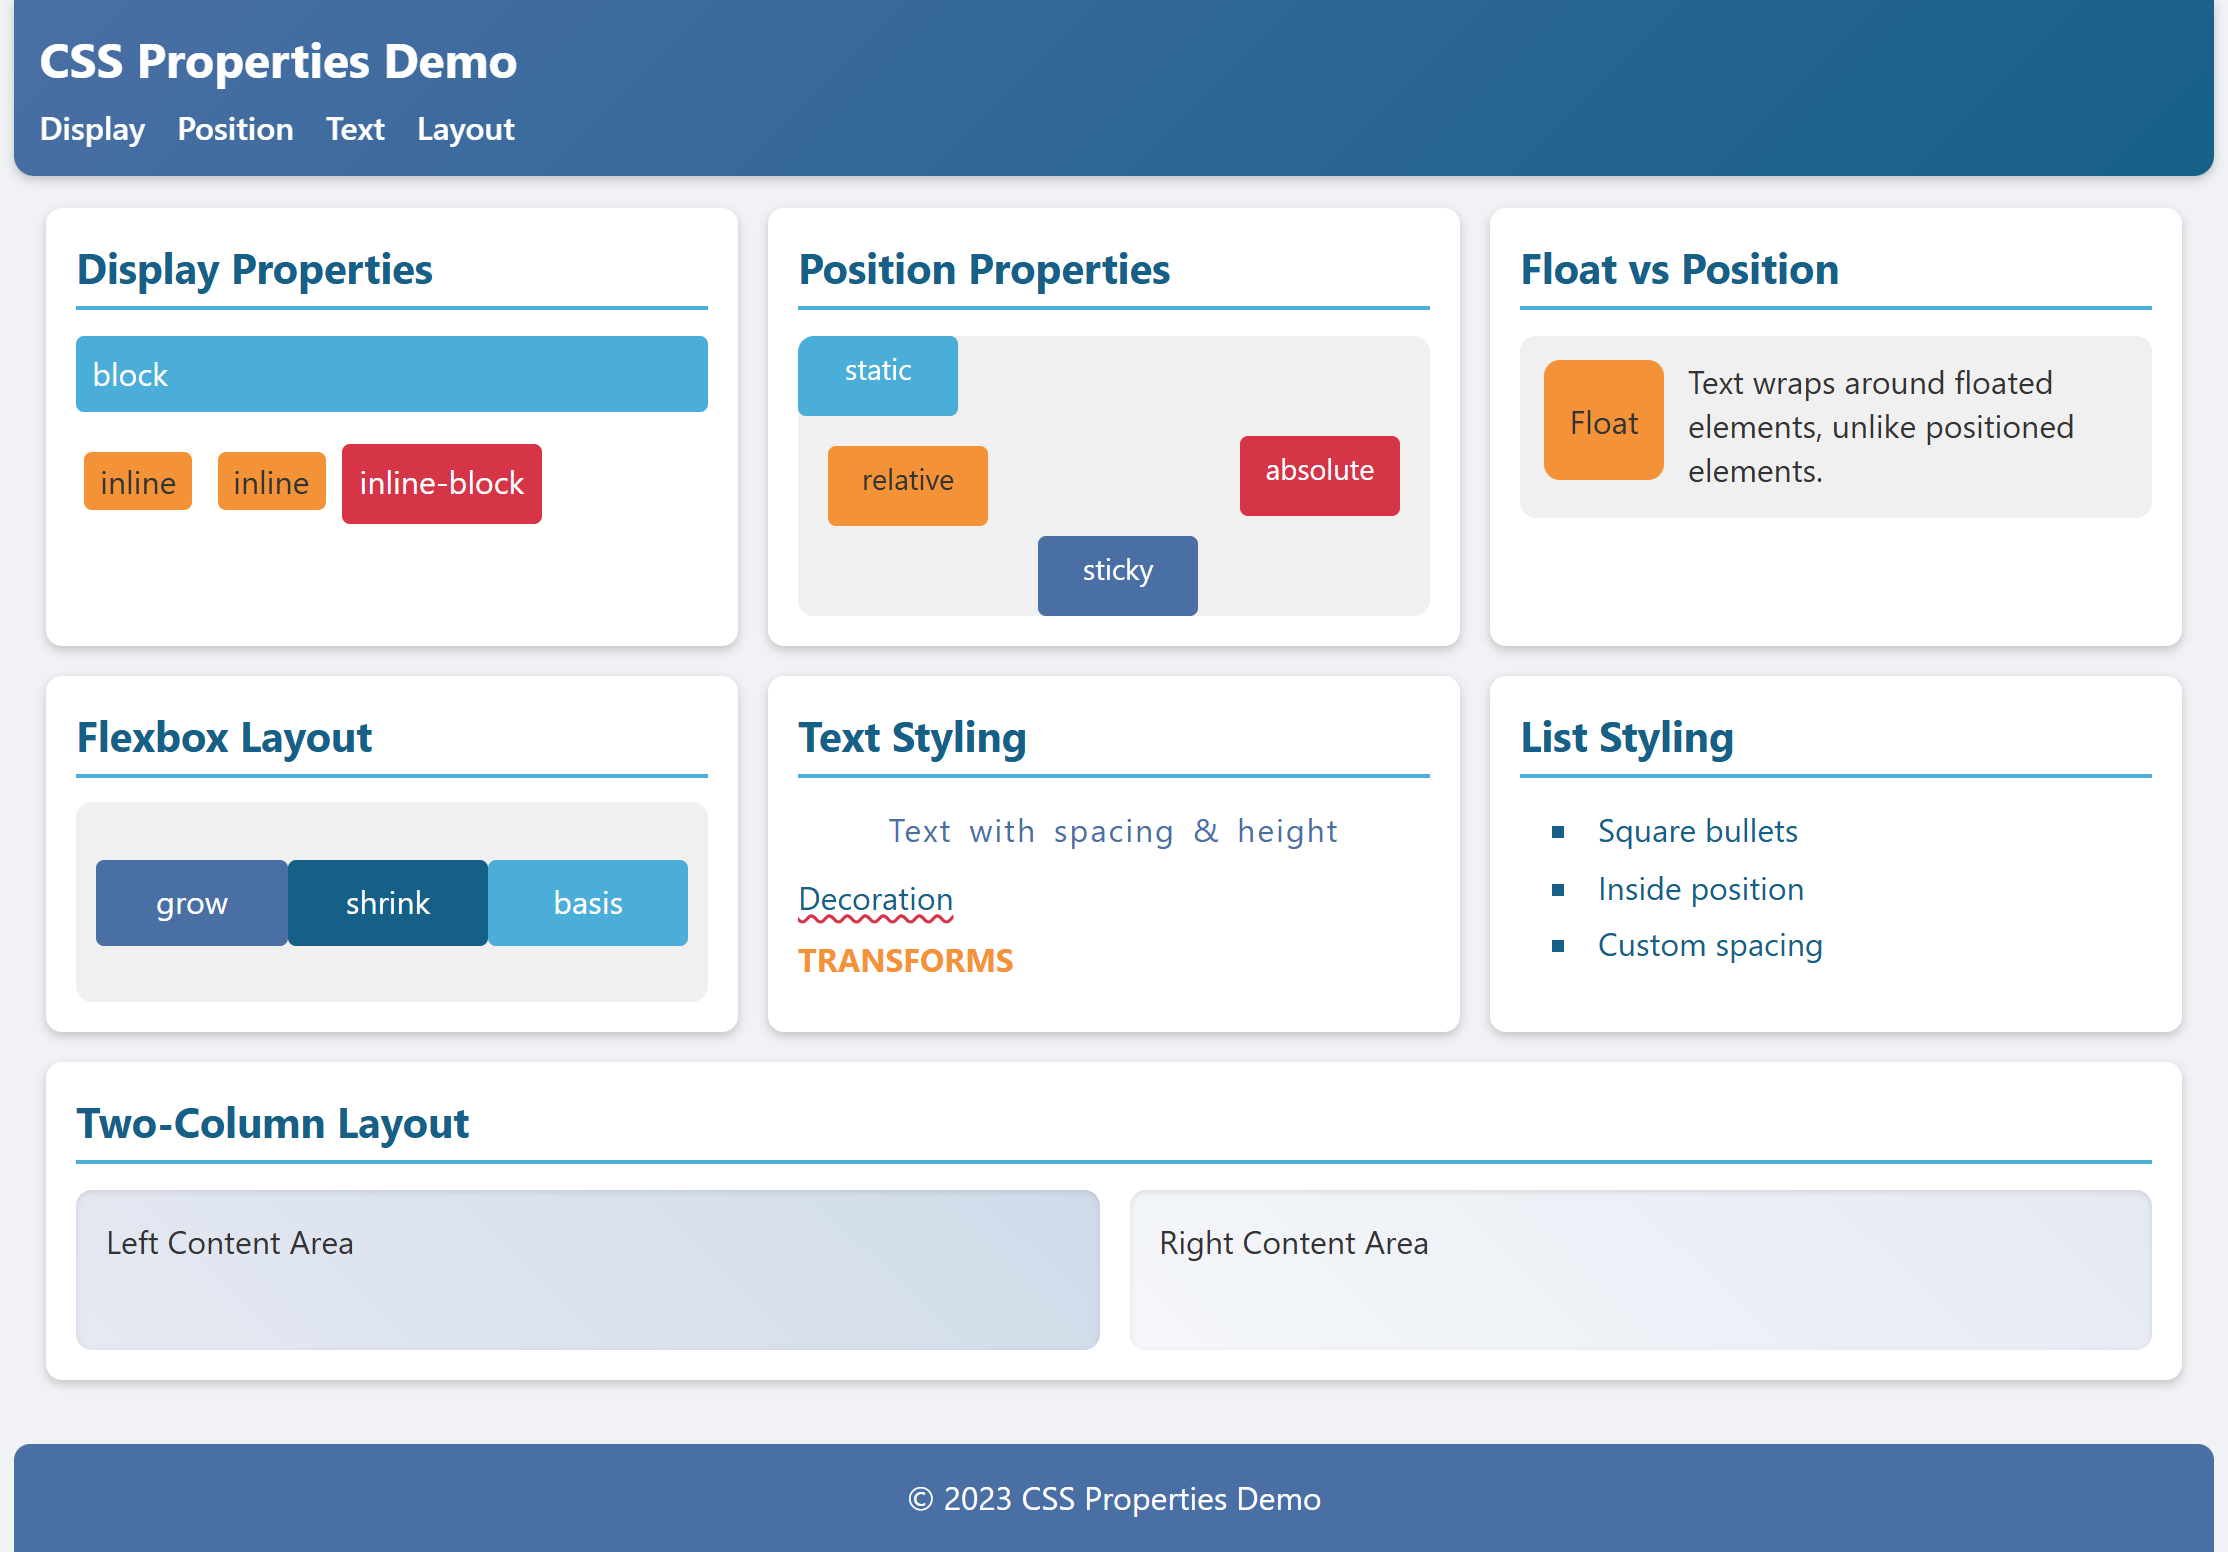 CSS Properties Demo
Display Position Text Layout
Display Properties
block
inline inline inline-block
Position Properties
static
relative
absolute
sticky
Float vs Position
Float
Text wraps around floated
elements, unlike positioned
elements.
Flexbox Layout
grow shrink basis
Text Styling
Text with spacing & height
Decoration
TRANSFORMS
List Styling
Square bullets
Inside position
Custom spacing
Two-Column Layout
Left Content Area
Right Content Area
© 2023 CSS Properties Demo